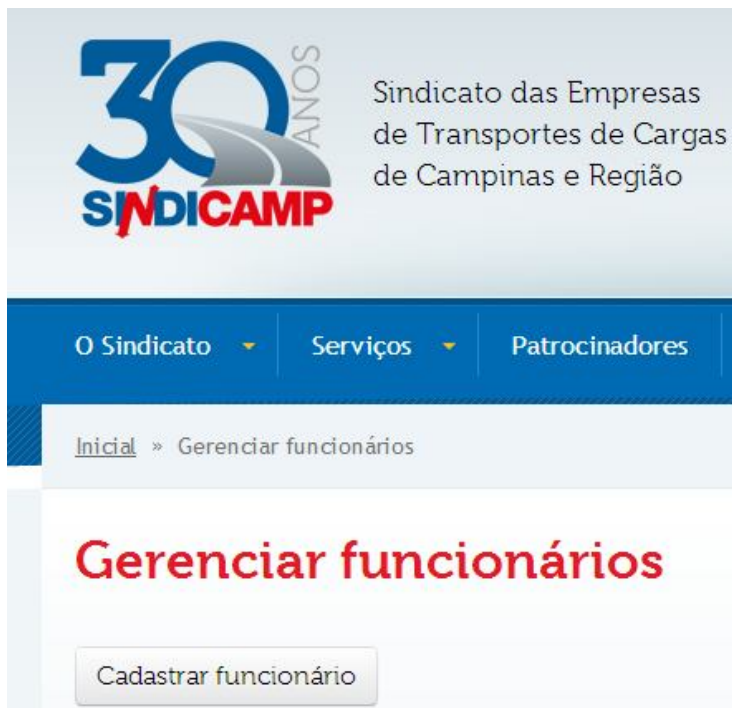 30 ANOS
SINDICAMP
Sindicato das Empresas
de Transportes de Cargas
de Campinas e Região
O Sindicato
Serviços
Patrocinadores
Inicial » Gerenciar funcionários
Gerenciar funcionários
Cadastrar funcionário